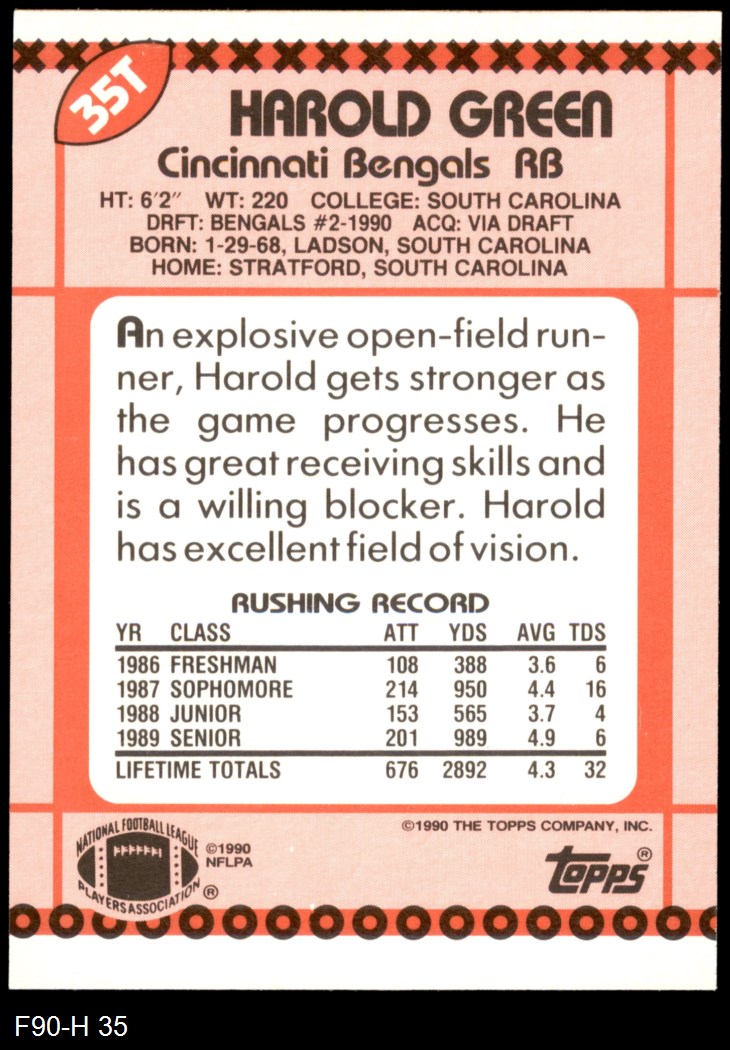 35T
HAROLD GREEN
Cincinnati Bengals RB
HT: 6'2" WT: 220 COLLEGE: SOUTH CAROLINA
DRFT: BENGALS #2-1990 ACQ: VIA DRAFT
BORN: 1-29-68, LADSON, SOUTH CAROLINA
HOME: STRATFORD, SOUTH CAROLINA
An explosive open-field run-
ner, Harold gets stronger as
the game progresses. He
has great receiving skills and
is a willing blocker. Harold
has excellent field of vision.
RUSHING RECORD
YR CLASS ATT YDS AVG TDS
1986 FRESHMAN 108 388 3.6 6
1987 SOPHOMORE 214 950 4.4 16
1988 JUNIOR 153 565 3.7 4
1989 SENIOR 201 989 4.9 6
LIFETIME TOTALS 676 2892 4.3 32
©1990 THE TOPPS COMPANY, INC.
NATIONAL FOOTBALL LEAGUE
PLAYERS ASSOCIATION ®
©1990
NFLPA
topps®
F90-H 35